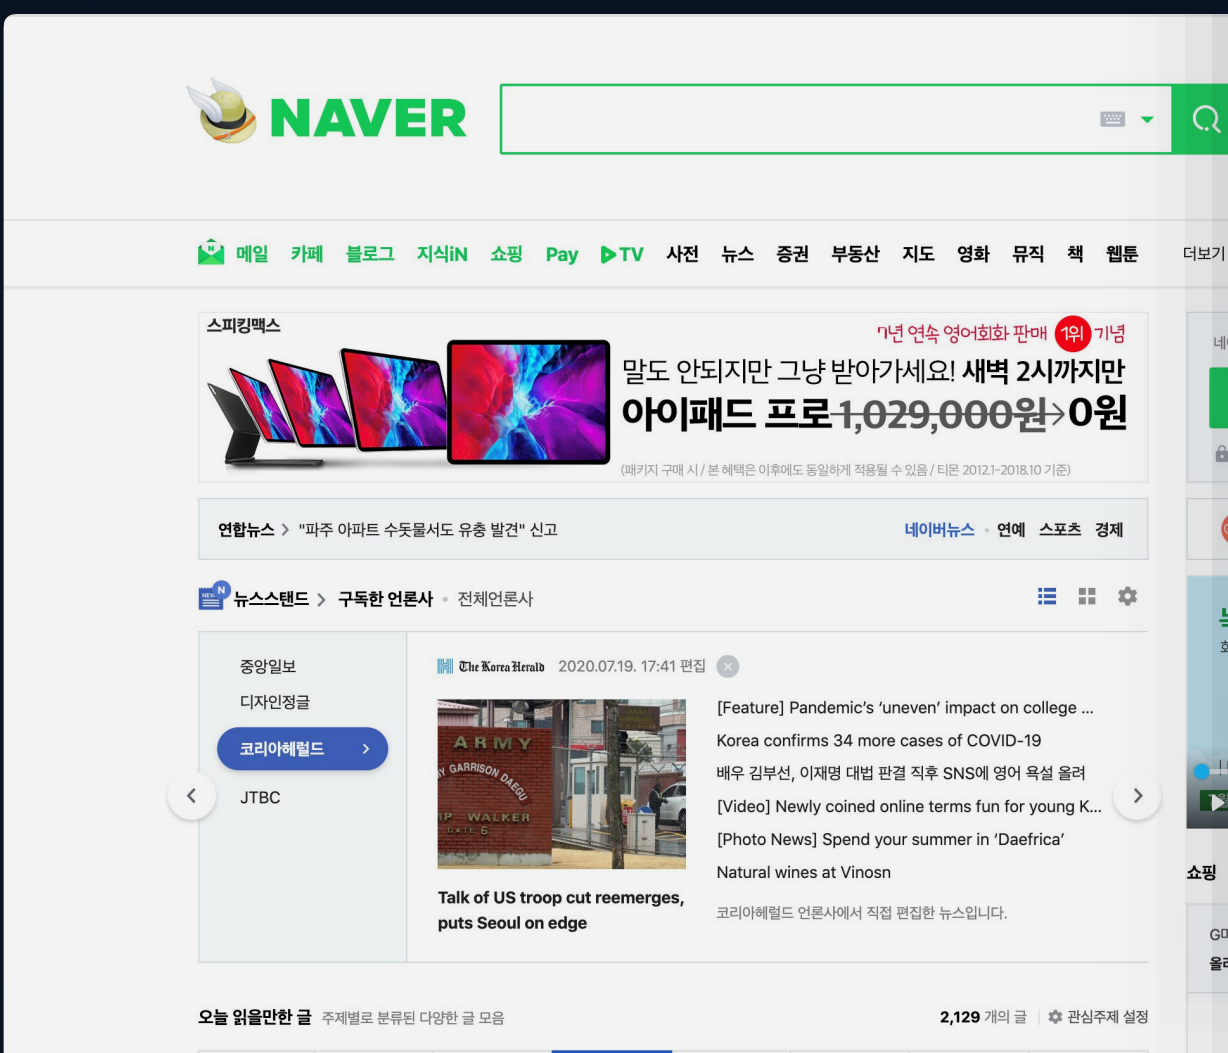 NAVER
메일 카페 블로그 지식iN 쇼핑 Pay TV 사전 뉴스 증권 부동산 지도 영화 뮤직 책 웹툰 더보기
스피킹맥스
7년 연속 영어회화 판매 1위 기념
말도 안되지만 그냥 받아가세요! 새벽 2시까지만
아이패드 프로 1,029,000원→0원
(패키지 구매 시 / 본 혜택은 이후에도 동일하게 적용될 수 있음 / 티몬 2012.1~2018.10 기준)
연합뉴스 > "파주 아파트 수돗물서도 유충 발견" 신고
네이버뉴스 · 연예 스포츠 경제
NEWS N 뉴스스탠드 > 구독한 언론사 · 전체언론사
중앙일보
디자인정글
코리아헤럴드 >
JTBC
The Korea Herald 2020.07.19. 17:41 편집
ARMY
GARRISON DAEGU
WALKER
GATE 6
Talk of US troop cut reemerges,
puts Seoul on edge
[Feature] Pandemic’s ‘uneven’ impact on college ...
Korea confirms 34 more cases of COVID-19
배우 김부선, 이재명 대법 판결 직후 SNS에 영어 욕설 올려
[Video] Newly coined online terms fun for young K...
[Photo News] Spend your summer in ‘Daefrica’
Natural wines at Vinosn
코리아헤럴드 언론사에서 직접 편집한 뉴스입니다.
쇼핑
오늘 읽을만한 글 주제별로 분류된 다양한 글 모음
2,129 개의 글 관심주제 설정